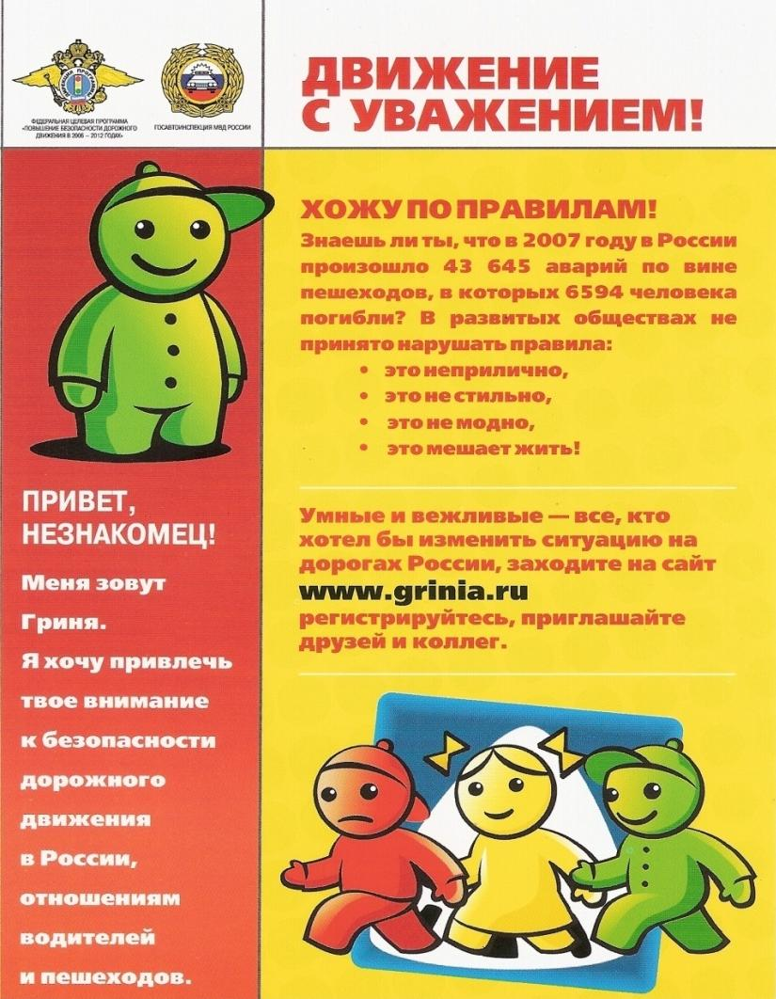 ФЕДЕРАЛЬНАЯ ЦЕЛЕВАЯ ПРОГРАММА
«ПОВЫШЕНИЕ БЕЗОПАСНОСТИ ДОРОЖНОГО
ДВИЖЕНИЯ В 2006 – 2012 ГОДАХ»
ГОСАВТОИНСПЕКЦИЯ МВД РОССИИ
ДВИЖЕНИЕ
С УВАЖЕНИЕМ!
ПРИВЕТ,
НЕЗНАКОМЕЦ!
Меня зовут
Гриня.
Я хочу привлечь
твое внимание
к безопасности
дорожного
движения
в России,
отношениям
водителей
и пешеходов.
ХОЖУ ПО ПРАВИЛАМ!
Знаешь ли ты, что в 2007 году в России
произошло 43 645 аварий по вине
пешеходов, в которых 6594 человека
погибли? В развитых обществах не
принято нарушать правила:
• это неприлично,
• это не стильно,
• это не модно,
• это мешает жить!
Умные и вежливые — все, кто
хотел бы изменить ситуацию на
дорогах России, заходите на сайт
www.grinia.ru
регистрируйтесь, приглашайте
друзей и коллег.